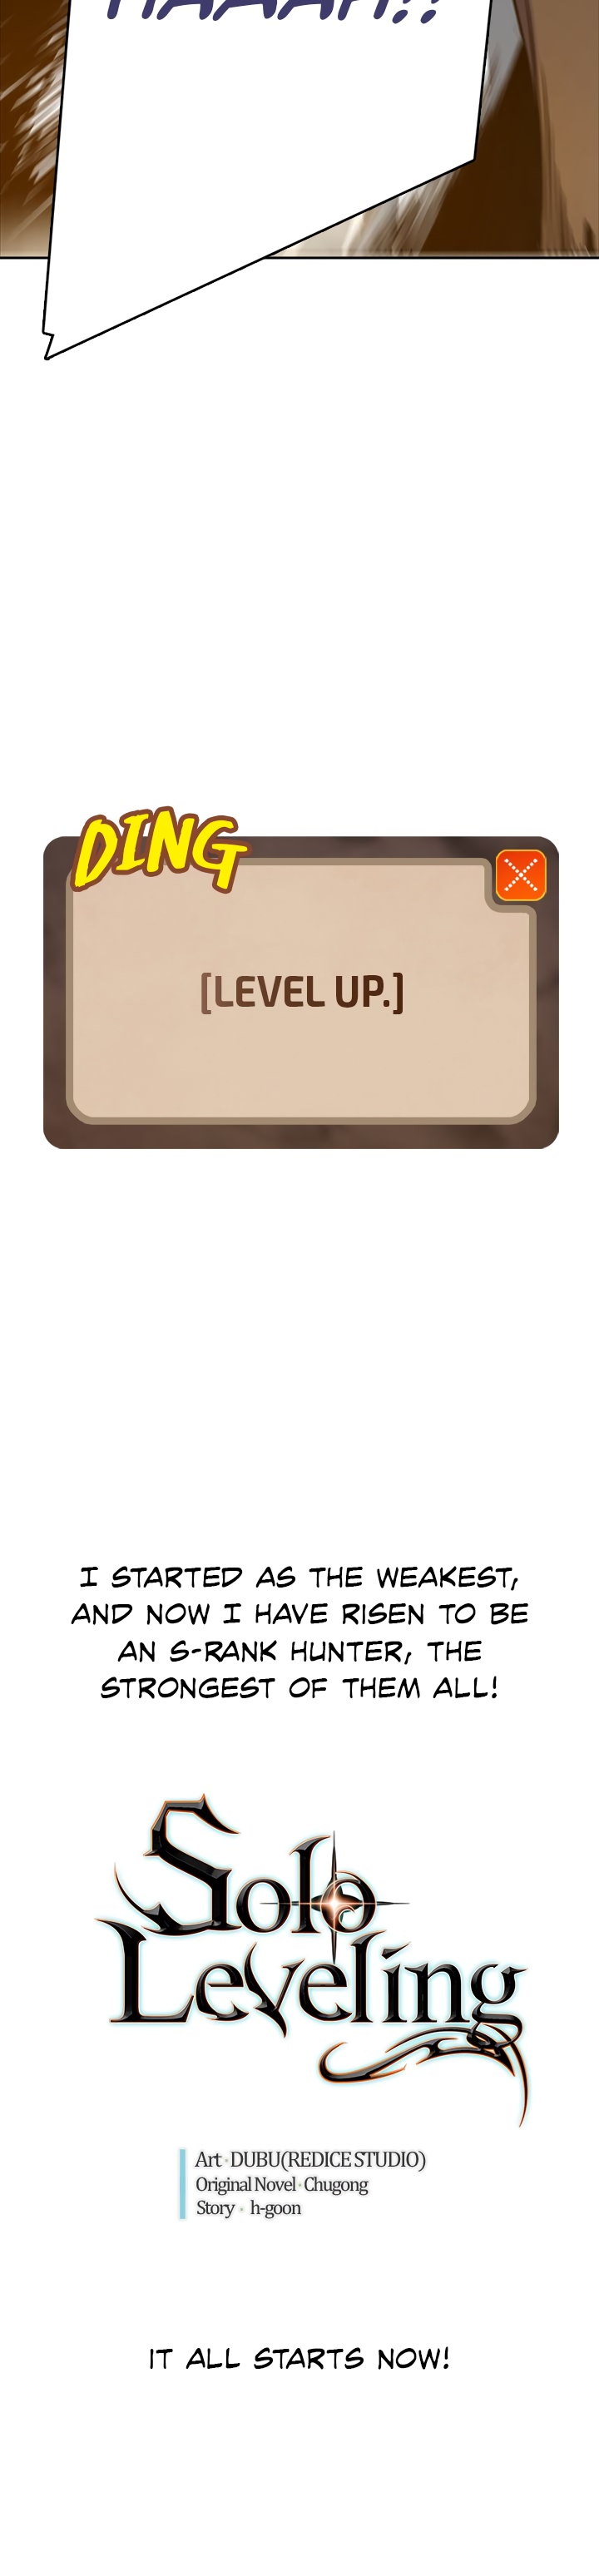 HAAAH!?
DING
[LEVEL UP.]
I STARTED AS THE WEAKEST,
AND NOW I HAVE RISEN TO BE
AN S-RANK HUNTER, THE
STRONGEST OF THEM ALL!
Solo
Leveling
Art · DUBU(REDICE STUDIO)
Original Novel · Chugong
Story · h-goon
IT ALL STARTS NOW!